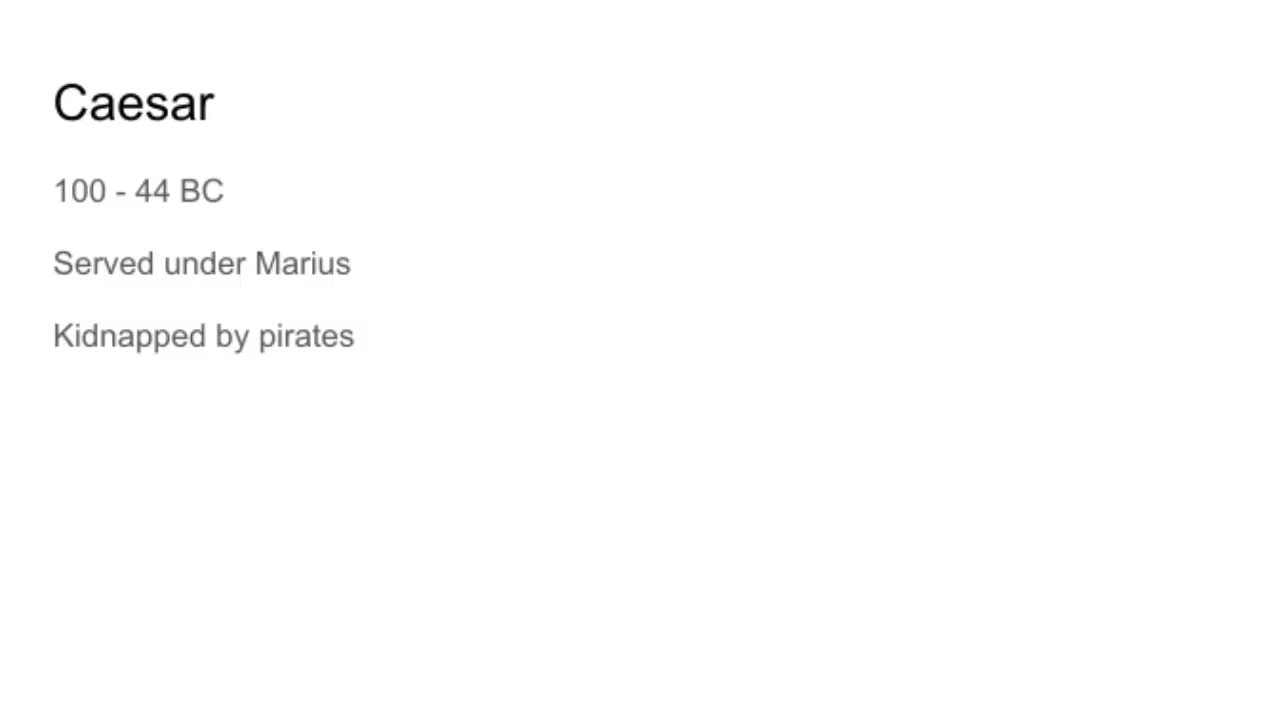 Caesar
100 - 44 BC
Served under Marius
Kidnapped by pirates